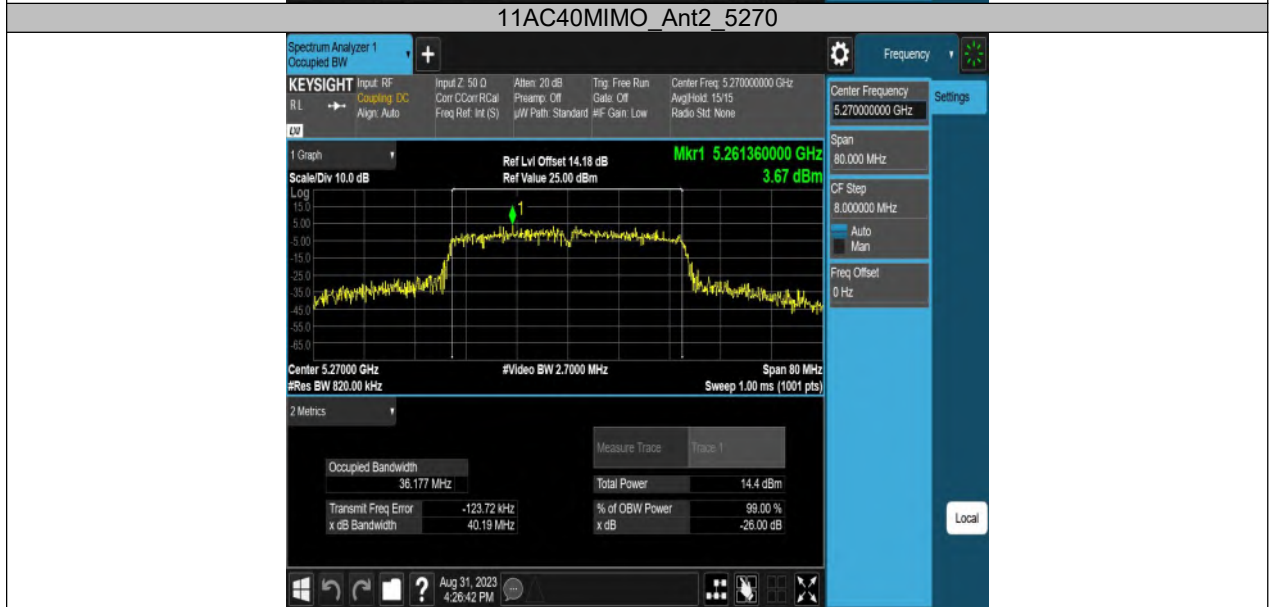 11AC40MIMO_Ant2_5270
Spectrum Analyzer 1
Occupied BW
+
Frequency
KEYSIGHT Input: RF Input Z: 50 Ω Atten: 20 dB Trig: Free Run Center Freq: 5.270000000 GHz
RL Coupling: DC Corr CCorr RCal Preamp: Off Gate: Off Avg|Hold: 15/15
Align: Auto Freq Ref: Int (S) µW Path: Standard #IF Gain: Low Radio Std: None
LXI
Center Frequency
5.270000000 GHz
Settings
Span
80.000 MHz
CF Step
8.000000 MHz
Auto
Man
Freq Offset
0 Hz
1 Graph
Ref Lvl Offset 14.18 dB
Mkr1 5.261360000 GHz
Scale/Div 10.0 dB
Ref Value 25.00 dBm
3.67 dBm
Log
15.0
5.00
-5.00
-15.0
-25.0
-35.0
-45.0
-55.0
-65.0
1
Center 5.27000 GHz #Video BW 2.7000 MHz Span 80 MHz
#Res BW 820.00 kHz Sweep 1.00 ms (1001 pts)
2 Metrics
Measure Trace Trace 1
Occupied Bandwidth
36.177 MHz
Total Power 14.4 dBm
Transmit Freq Error -123.72 kHz % of OBW Power 99.00 %
x dB Bandwidth 40.19 MHz x dB -26.00 dB
Local
? Aug 31, 2023
4:26:42 PM